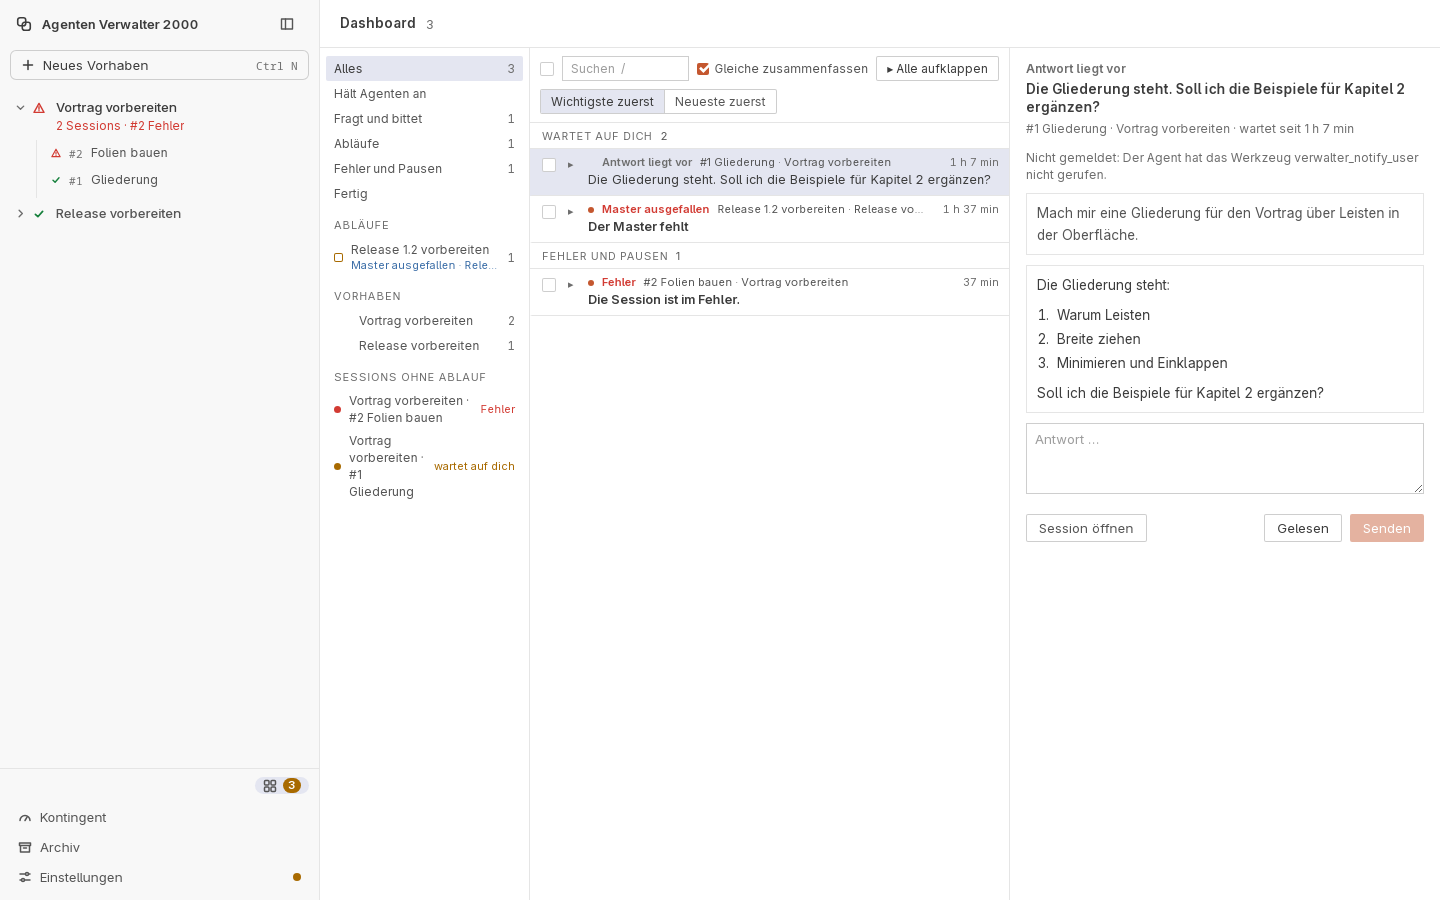 Agenten Verwalter 2000
Neues Vorhaben
Ctrl N
Vortrag vorbereiten
2 Sessions · #2 Fehler
#2 Folien bauen
#1 Gliederung
Release vorbereiten
3
Kontingent
Archiv
Einstellungen
Dashboard 3
Alles 3
Hält Agenten an
Fragt und bittet 1
Abläufe 1
Fehler und Pausen 1
Fertig
ABLÄUFE
Release 1.2 vorbereiten
Master ausgefallen · Rele…
1
VORHABEN
Vortrag vorbereiten 2
Release vorbereiten 1
SESSIONS OHNE ABLAUF
Vortrag vorbereiten ·
#2 Folien bauen
Fehler
Vortrag
vorbereiten ·
#1
Gliederung
wartet auf dich
Suchen /
Gleiche zusammenfassen
▸ Alle aufklappen
Wichtigste zuerst
Neueste zuerst
WARTET AUF DICH 2
Antwort liegt vor #1 Gliederung · Vortrag vorbereiten 1 h 7 min
Die Gliederung steht. Soll ich die Beispiele für Kapitel 2 ergänzen?
Master ausgefallen Release 1.2 vorbereiten · Release vo… 1 h 37 min
Der Master fehlt
FEHLER UND PAUSEN 1
Fehler #2 Folien bauen · Vortrag vorbereiten 37 min
Die Session ist im Fehler.
Antwort liegt vor
Die Gliederung steht. Soll ich die Beispiele für Kapitel 2
ergänzen?
#1 Gliederung · Vortrag vorbereiten · wartet seit 1 h 7 min
Nicht gemeldet: Der Agent hat das Werkzeug verwalter_notify_user
nicht gerufen.
Mach mir eine Gliederung für den Vortrag über Leisten in
der Oberfläche.
Die Gliederung steht:
1. Warum Leisten
2. Breite ziehen
3. Minimieren und Einklappen
Soll ich die Beispiele für Kapitel 2 ergänzen?
Antwort …
Session öffnen
Gelesen
Senden